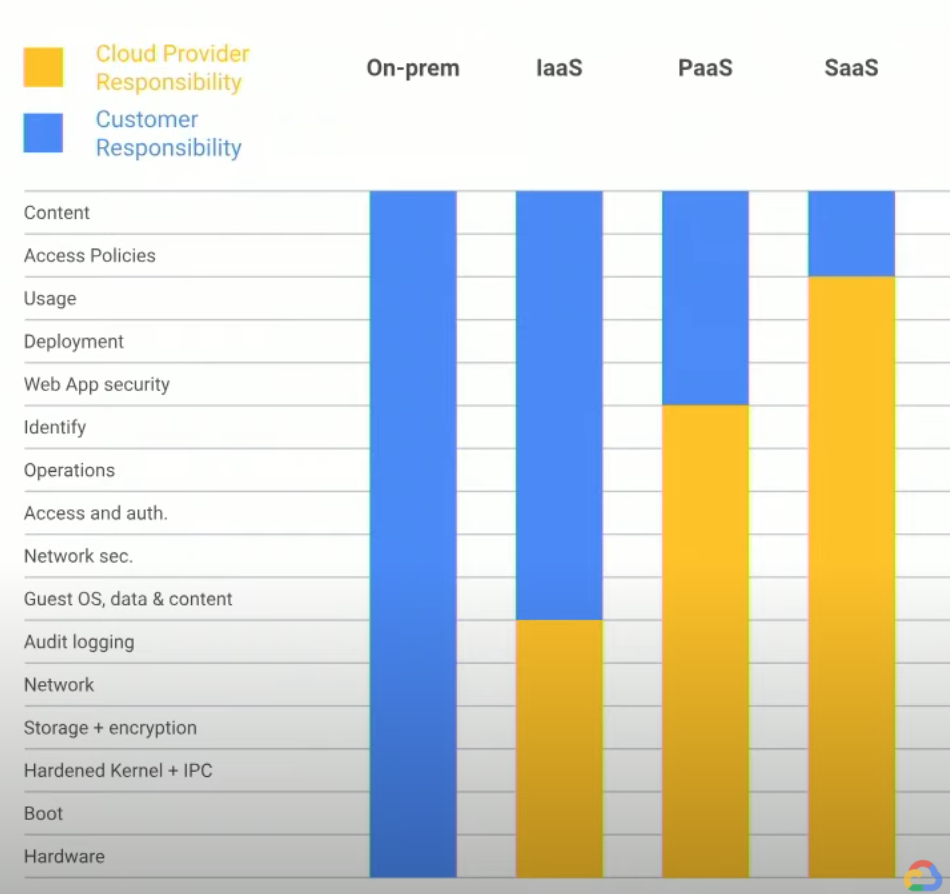 Cloud Provider
Responsibility
Customer
Responsibility
On-prem IaaS PaaS SaaS
Content
Access Policies
Usage
Deployment
Web App security
Identify
Operations
Access and auth.
Network sec.
Guest OS, data & content
Audit logging
Network
Storage + encryption
Hardened Kernel + IPC
Boot
Hardware